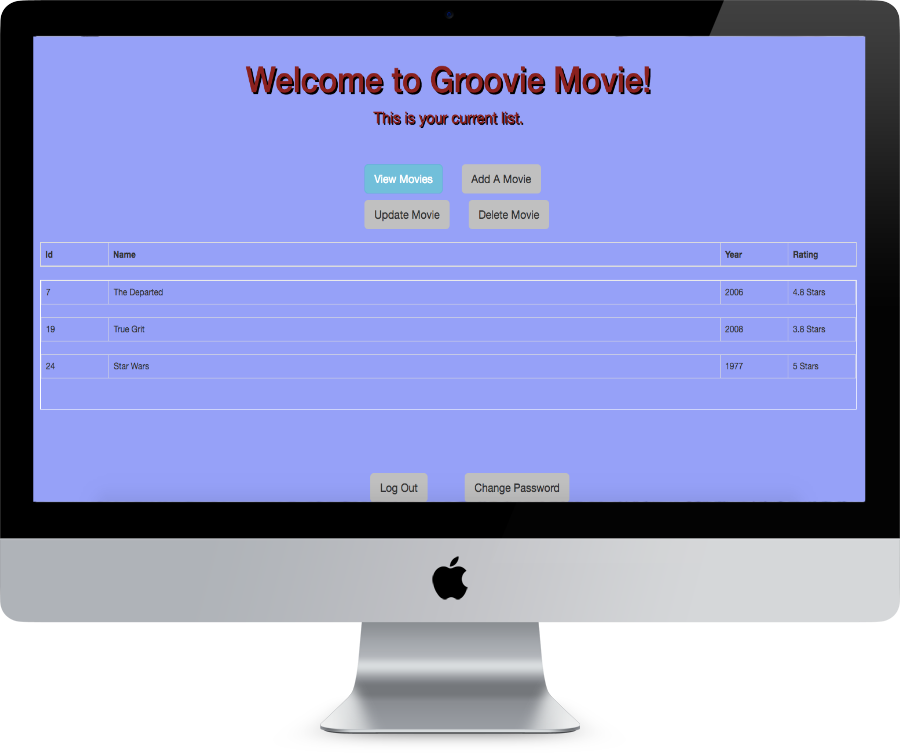 Welcome to Groovie Movie!
This is your current list.
View Movies Add A Movie
Update Movie Delete Movie
Id Name Year Rating
7 The Departed 2006 4.8 Stars
19 True Grit 2008 3.8 Stars
24 Star Wars 1977 5 Stars
Log Out Change Password